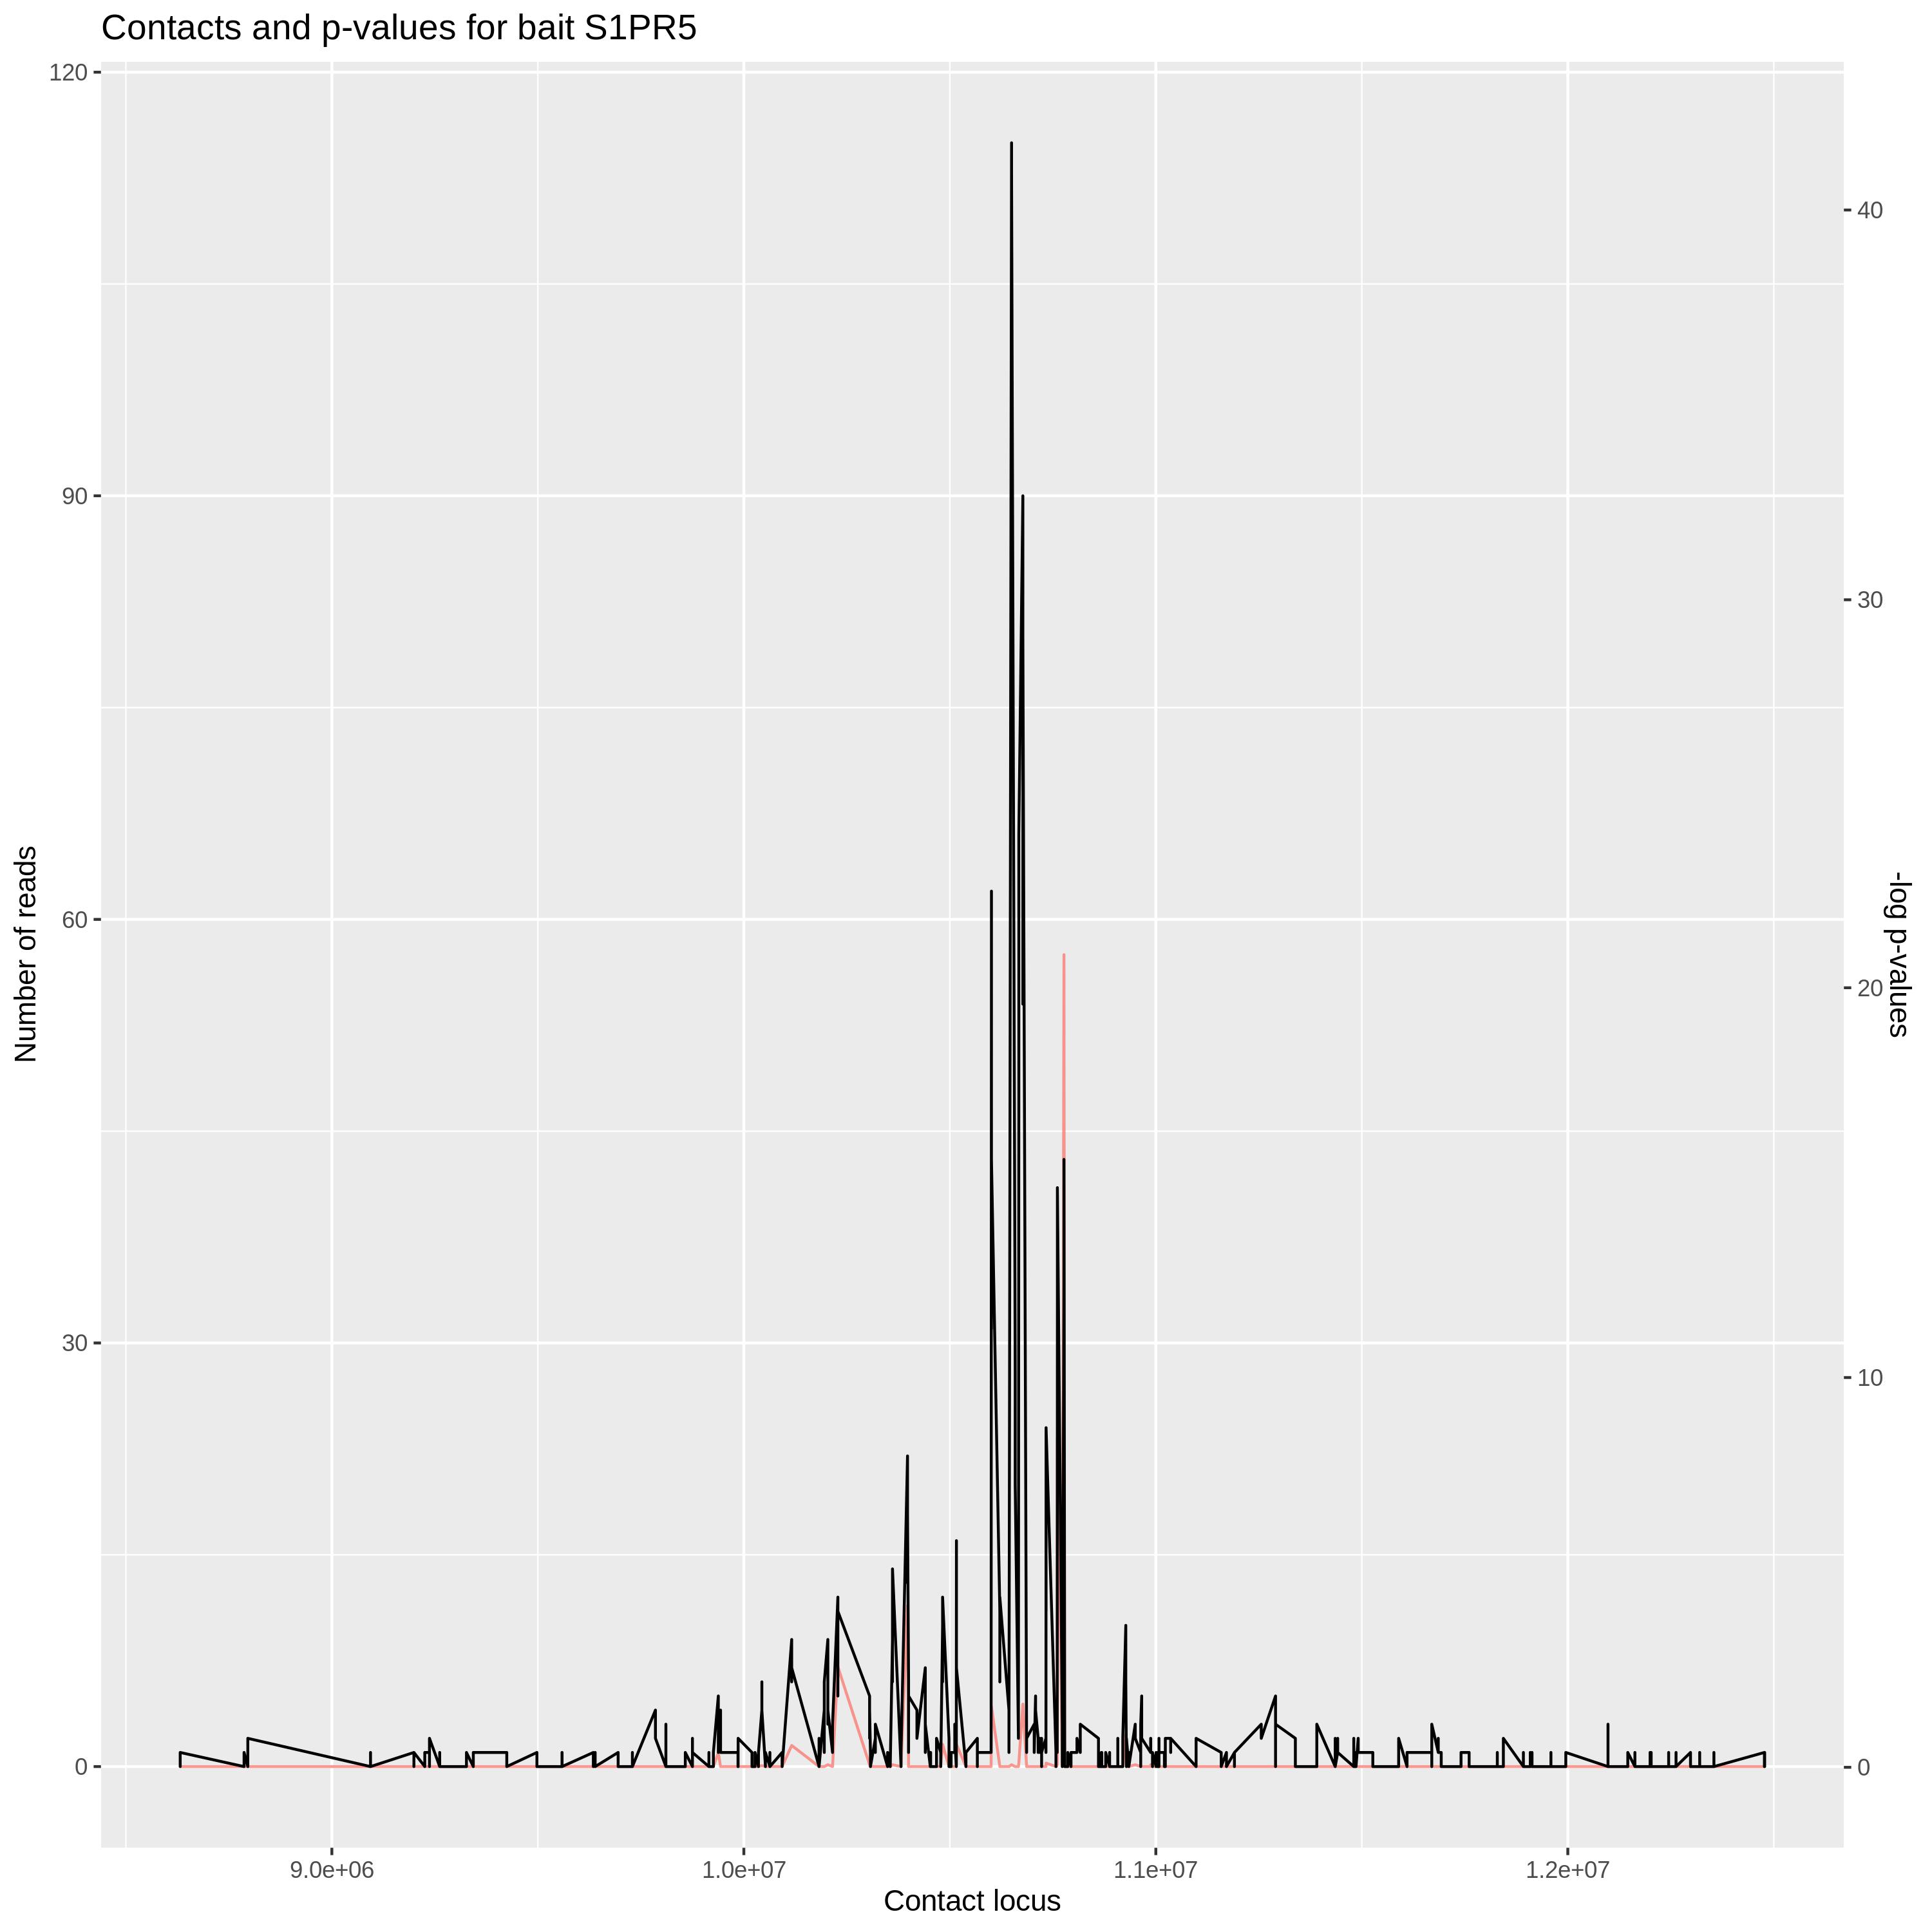 Contacts and p-values for bait S1PR5
120
90
60
30
0
Number of reads
40
30
20
10
0
-log p-values
9.0e+06
1.0e+07
1.1e+07
1.2e+07
Contact locus